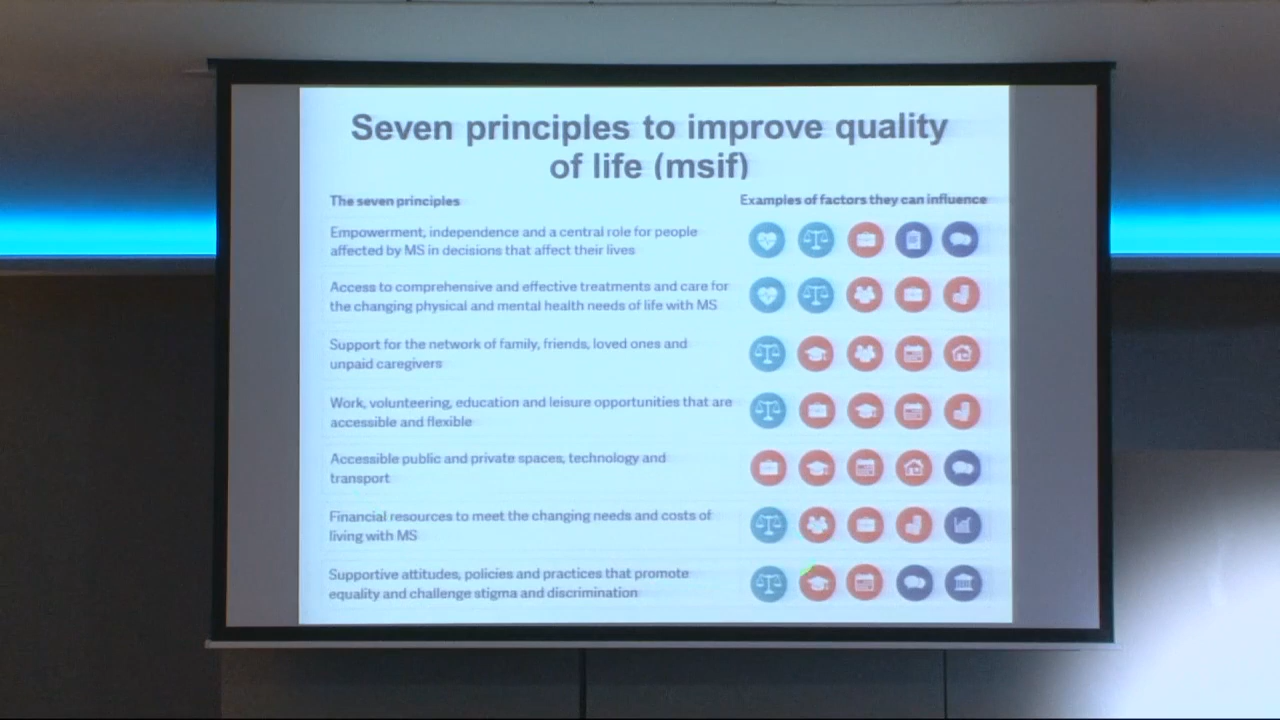 Seven principles to improve quality
of life (msif)
The seven principles
Examples of factors they can influence
Empowerment, independence and a central role for people
affected by MS in decisions that affect their lives
Access to comprehensive and effective treatments and care for
the changing physical and mental health needs of life with MS
Support for the network of family, friends, loved ones and
unpaid caregivers
Work, volunteering, education and leisure opportunities that are
accessible and flexible
Accessible public and private spaces, technology and
transport
Financial resources to meet the changing needs and costs of
living with MS
Supportive attitudes, policies and practices that promote
equality and challenge stigma and discrimination